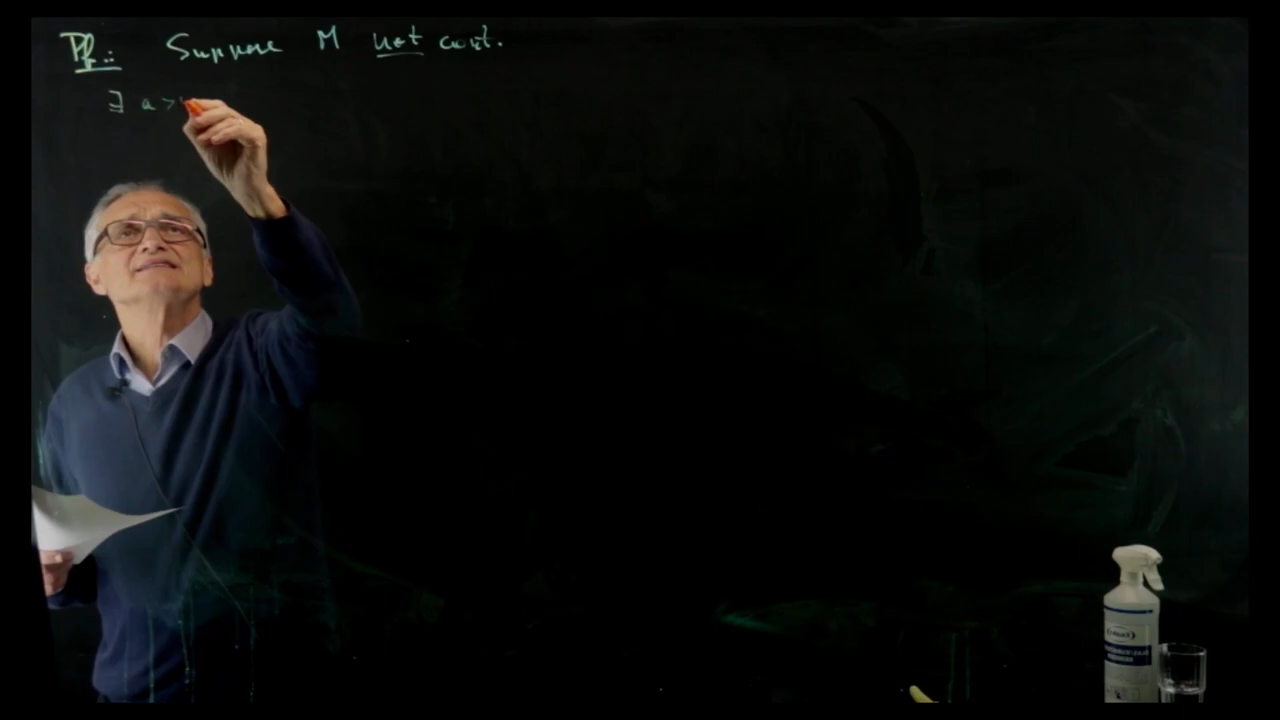 Pf.: Suppose M not cont.
∃ a >